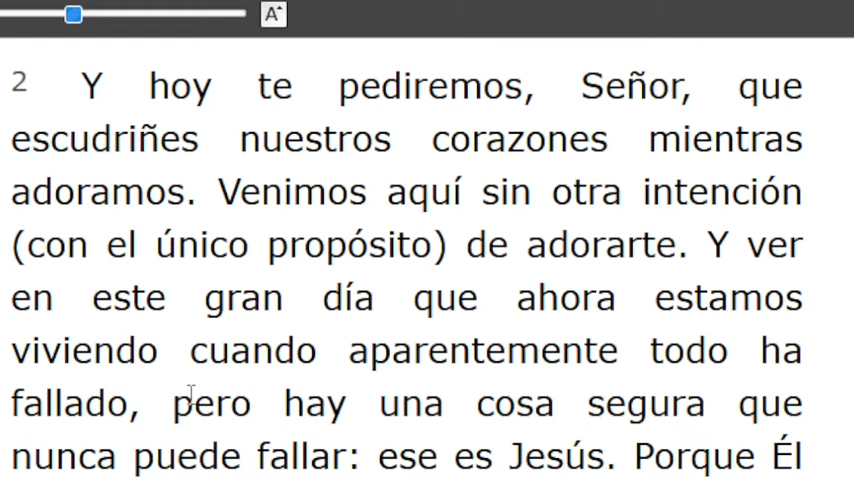 A
2 Y hoy te pediremos, Señor, que
escudriñes nuestros corazones mientras
adoramos. Venimos aquí sin otra intención
(con el único propósito) de adorarte. Y ver
en este gran día que ahora estamos
viviendo cuando aparentemente todo ha
fallado, pero hay una cosa segura que
nunca puede fallar: ese es Jesús. Porque Él